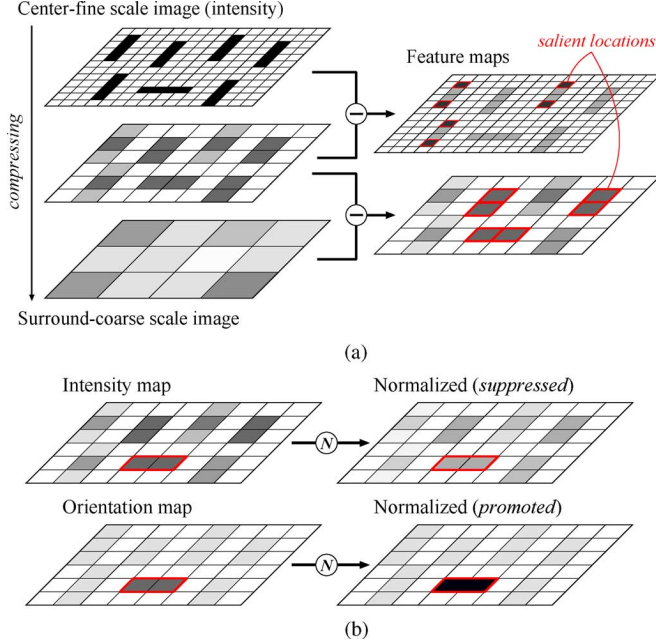 Center-fine scale image (intensity)
Feature maps
salient locations
compressing
−
−
Surround-coarse scale image
(a)
Intensity map
Normalized (suppressed)
N
Orientation map
Normalized (promoted)
N
(b)